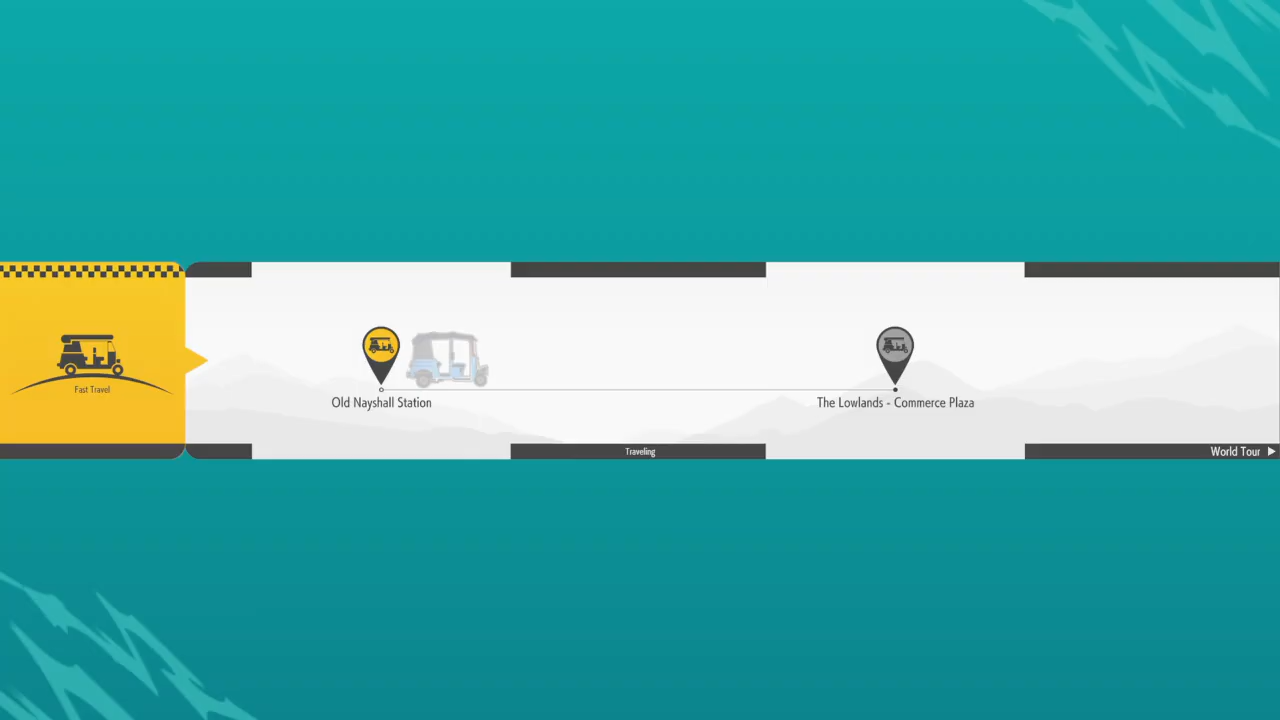 Fast Travel
Old Nayshall Station
The Lowlands - Commerce Plaza
Traveling
World Tour